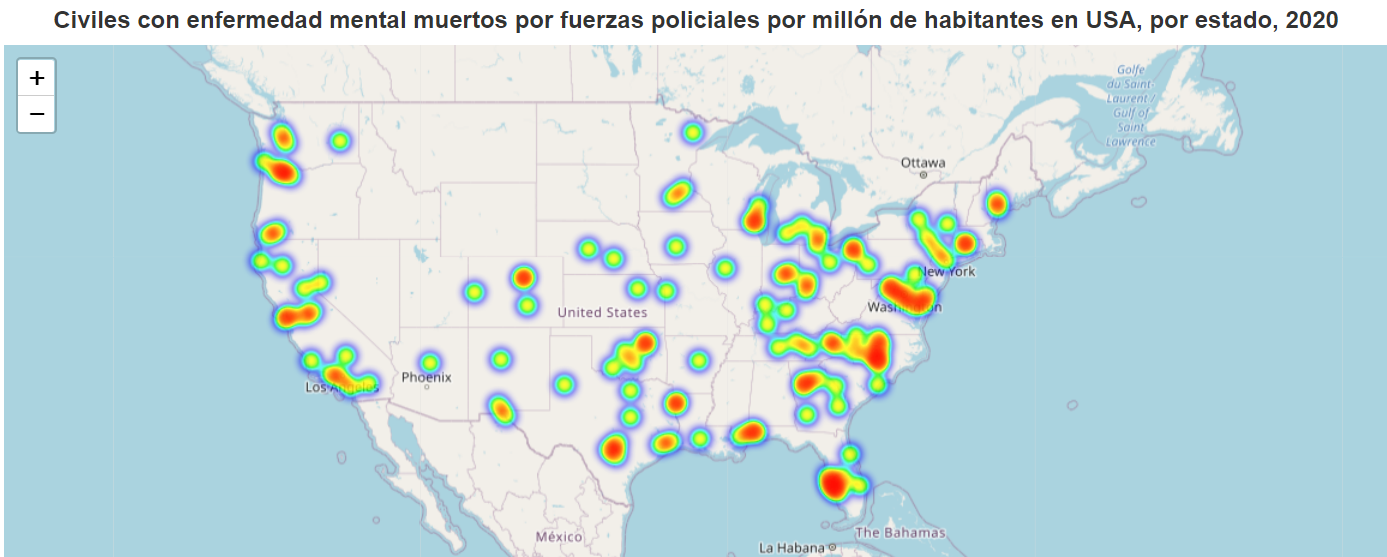 Civiles con enfermedad mental muertos por fuerzas policiales por millón de habitantes en USA, por estado, 2020
+
−
Golfe
du Saint-
Laurent /
Gulf of
Saint
Lawrence
Ottawa
New York
Washington
United States
Phoenix
Los Angeles
México
The Bahamas
La Habana